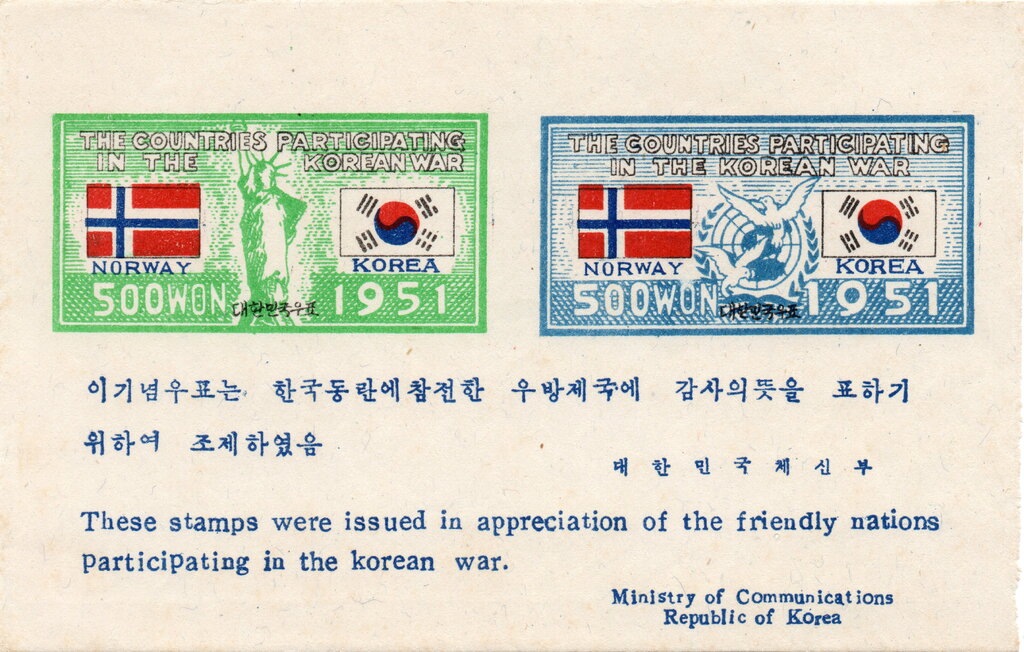 THE COUNTRIES PARTICIPATING
IN THE KOREAN WAR
NORWAY
KOREA
500WON 1951
대한민국우표
THE COUNTRIES PARTICIPATING
IN THE KOREAN WAR
NORWAY
KOREA
500WON 1951
대한민국우표
이기념우표는 한국동란에참전한 우방제국에 감사의뜻을 표하기
위하여 조제하였음
대한민국체신부
These stamps were issued in appreciation of the friendly nations
participating in the korean war.
Ministry of Communications
Republic of Korea